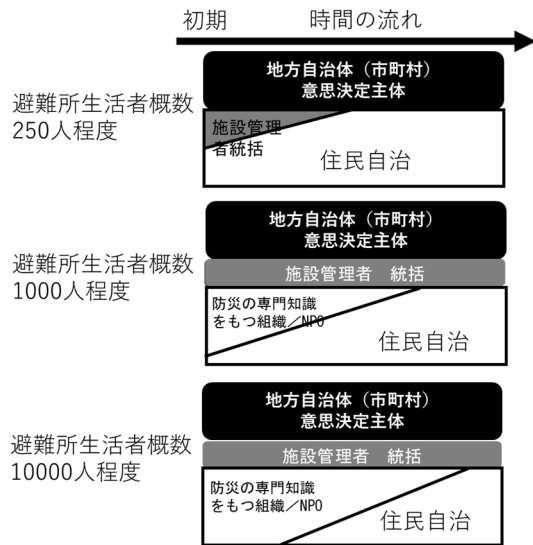 初期　時間の流れ
避難所生活者概数
250人程度
地方自治体（市町村）
意思決定主体
施設管理
者統括
住民自治
避難所生活者概数
1000人程度
地方自治体（市町村）
意思決定主体
施設管理者　統括
防災の専門知識
をもつ組織／NPO
住民自治
避難所生活者概数
10000人程度
地方自治体（市町村）
意思決定主体
施設管理者　統括
防災の専門知識
をもつ組織／NPO
住民自治